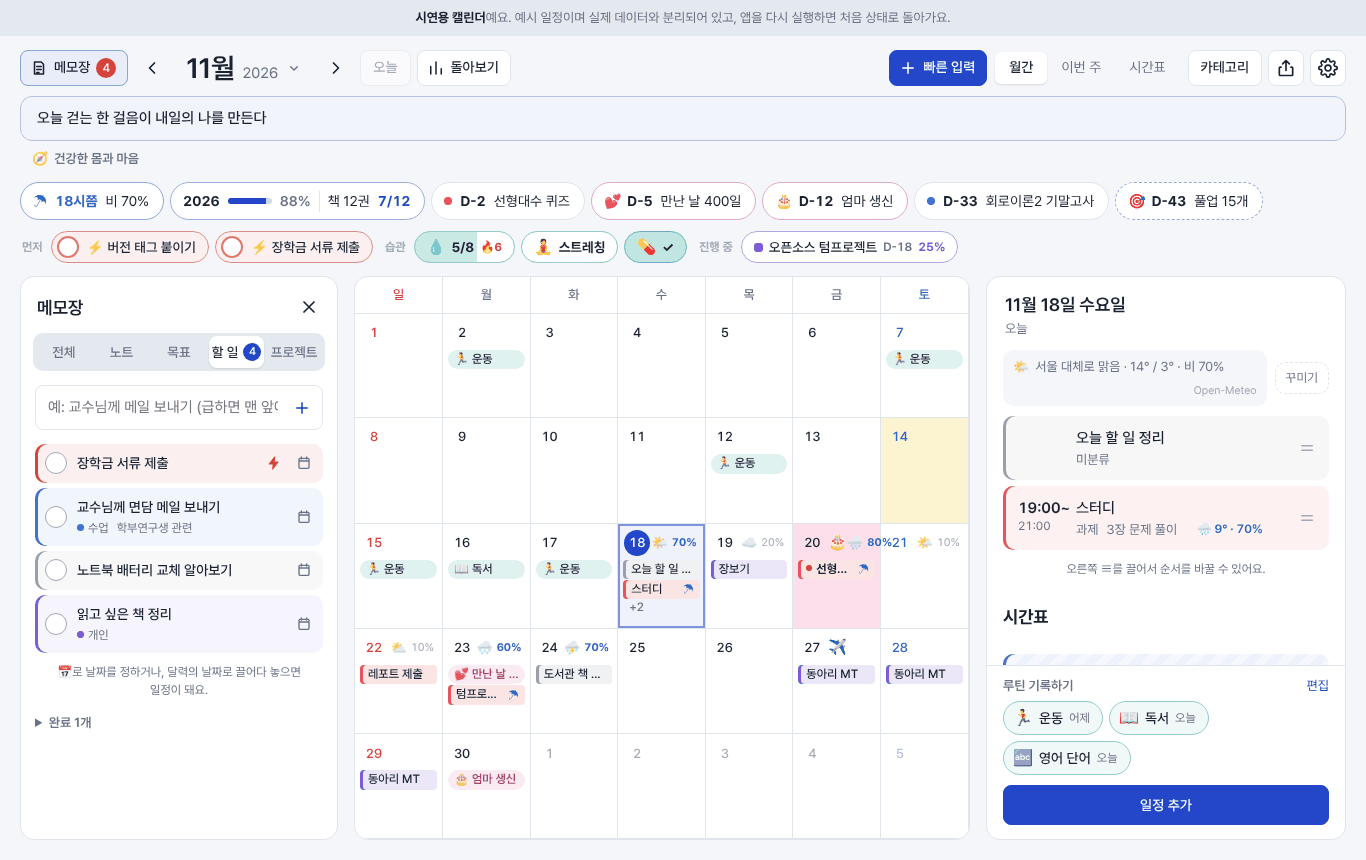 시연용 캘린더예요. 예시 일정이며 실제 데이터와 분리되어 있고, 앱을 다시 실행하면 처음 상태로 돌아가요.
메모장 4
11월 2026
오늘
돌아보기
빠른 입력
월간
이번 주
시간표
카테고리
오늘 걷는 한 걸음이 내일의 나를 만든다
🧭 건강한 몸과 마음
☂ 18시쯤 비 70%
2026 88% 책 12권 7/12
D-2 선형대수 퀴즈
💕 D-5 만난 날 400일
🎂 D-12 엄마 생신
D-33 회로이론2 기말고사
🎯 D-43 풀업 15개
먼저
⚡ 버전 태그 붙이기
⚡ 장학금 서류 제출
습관
💧 5/8 🔥6
🧘 스트레칭
💊 ✓
진행 중
오픈소스 텀프로젝트 D-18 25%
메모장
전체 노트 목표 할 일 4 프로젝트
예: 교수님께 메일 보내기 (급하면 맨 앞
장학금 서류 제출
교수님께 면담 메일 보내기
수업 학부연구생 관련
노트북 배터리 교체 알아보기
읽고 싶은 책 정리
개인
📅로 날짜를 정하거나, 달력의 날짜로 끌어다 놓으면
일정이 돼요.
▶ 완료 1개
일 월 화 수 목 금 토
1 2 3 4 5 6 7
🏃 운동
🏃 운동
8 9 10 11 12 13 14
🏃 운동
15 16 17 18 🌤 70% 19 ☁ 20% 20 🎂 🌧 80% 21 🌤 10%
🏃 운동
📖 독서
🏃 운동
오늘 할 일 ...
스터디 ☂
+2
장보기
선형... ☂
22 ⛅ 10% 23 🌧 60% 24 ⛈ 70% 25 26 27 ✈ 28
레포트 제출
💕 만난 날 ...
텀프로... ☂
도서관 책 ...
동아리 MT
동아리 MT
29 30 1 2 3 4 5
동아리 MT
🎂 엄마 생신
11월 18일 수요일
오늘
🌤 서울 대체로 맑음 · 14° / 3° · 비 70%
Open-Meteo
꾸미기
오늘 할 일 정리
미분류
19:00~ 스터디
21:00 과제 3장 문제 풀이 🌧 9° · 70%
오른쪽 ≡를 끌어서 순서를 바꿀 수 있어요.
시간표
루틴 기록하기 편집
🏃 운동 어제
📖 독서 오늘
🔤 영어 단어 오늘
일정 추가